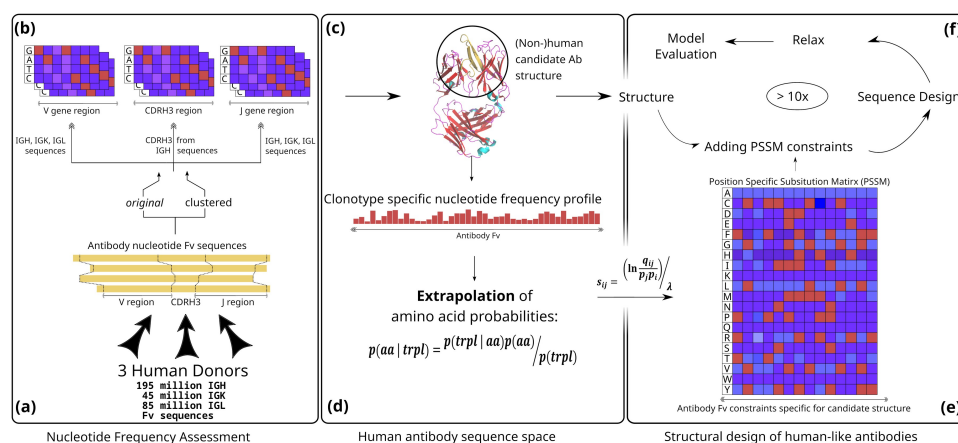 (b)
G
A
T
C
C
C
C
V gene region
CDRH3 region
J gene region
IGH, IGK, IGL
sequences
CDRH3 from
IGH sequences
IGH, IGK, IGL
sequences
original
clustered
Antibody nucleotide Fv sequences
V region
CDRH3
J region
3 Human Donors
195 million IGH
45 million IGK
85 million IGL
Fv sequences
(a)
Nucleotide Frequency Assessment
(c)
(Non-)human
candidate Ab
structure
Clonotype specific nucleotide frequency profile
Antibody Fv
Extrapolation of
amino acid probabilities:
p(aa | trpl) = p(trpl | aa)p(aa) / p(trpl)
(d)
Human antibody sequence space
s_ij = (ln q_ij / p_j p_i) / λ
(f)
Model
Evaluation
Relax
Structure
> 10x
Sequence Design
Adding PSSM constraints
Position Specific Subsitution Matirx (PSSM)
A
C
D
E
F
G
H
I
K
L
M
N
P
Q
R
S
T
V
W
Y
Antibody Fv constraints specific for candidate structure
(e)
Structural design of human-like antibodies